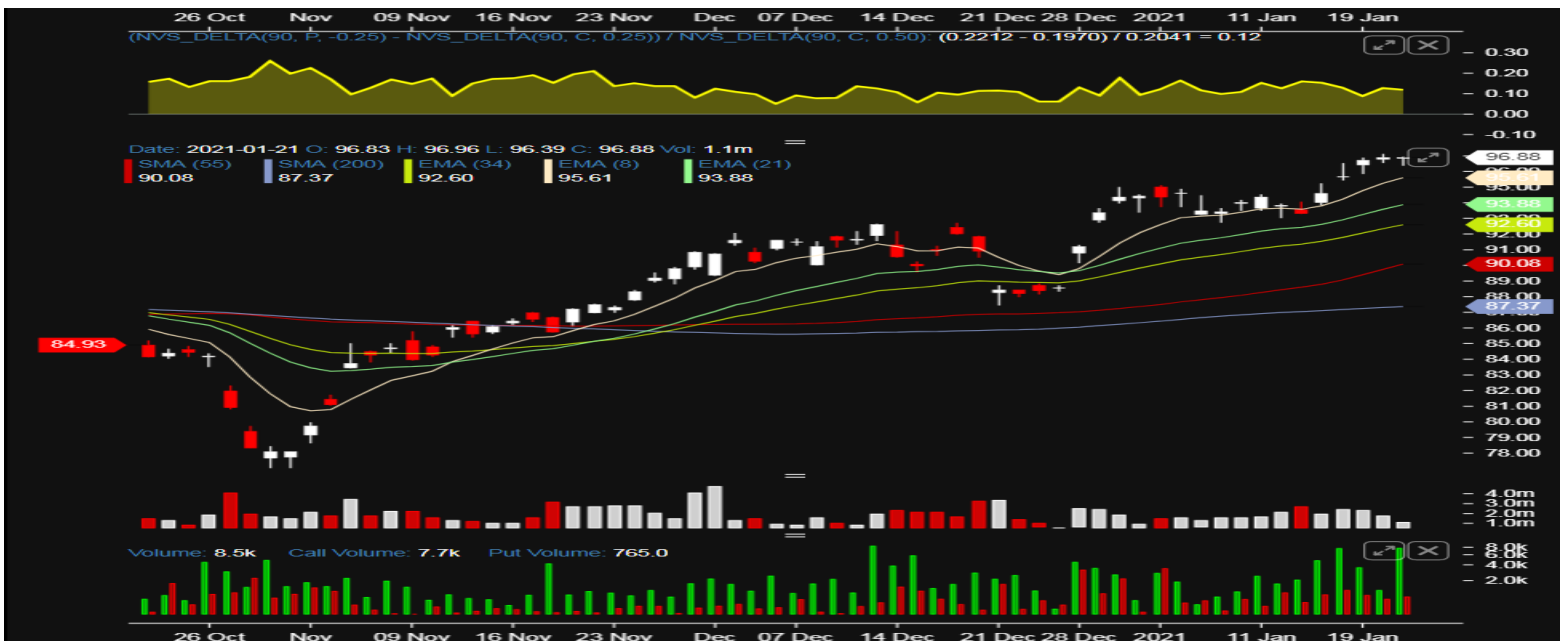 26 Oct Nov 09 Nov 16 Nov 23 Nov Dec 07 Dec 14 Dec 21 Dec 28 Dec 2021 11 Jan 19 Jan
(NVS_DELTA(90, P, -0.25) - NVS_DELTA(90, C, 0.25)) / NVS_DELTA(90, C, 0.50): (0.2212 - 0.1970) / 0.2041 = 0.12
0.30
0.20
0.10
0.00
-0.10
Date: 2021-01-21 O: 96.83 H: 96.96 L: 96.39 C: 96.88 Vol: 1.1m
SMA (55) SMA (200) EMA (34) EMA (8) EMA (21)
90.08 87.37 92.60 95.61 93.88
96.88
95.61
95.00
93.88
92.60
92.00
91.00
90.08
89.00
88.00
87.37
86.00
84.93
85.00
84.00
83.00
82.00
81.00
80.00
79.00
78.00
4.0m
3.0m
2.0m
1.0m
Volume: 8.5k Call Volume: 7.7k Put Volume: 765.0
8.0k
6.0k
4.0k
2.0k
26 Oct Nov 09 Nov 16 Nov 23 Nov Dec 07 Dec 14 Dec 21 Dec 28 Dec 2021 11 Jan 19 Jan